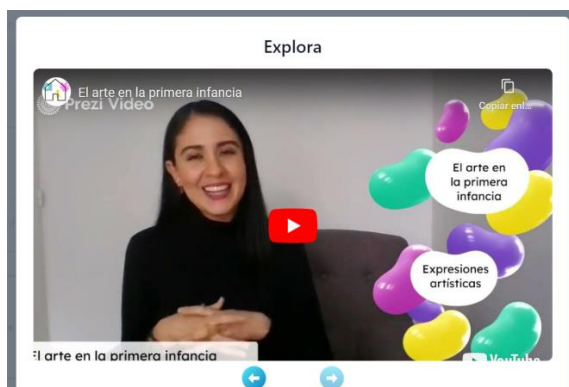 Explora
El arte en la primera infancia
Prezi Video
Copiar enl...
El arte en
la primera
infancia
Expresiones
artísticas
El arte en la primera infancia
YouTube